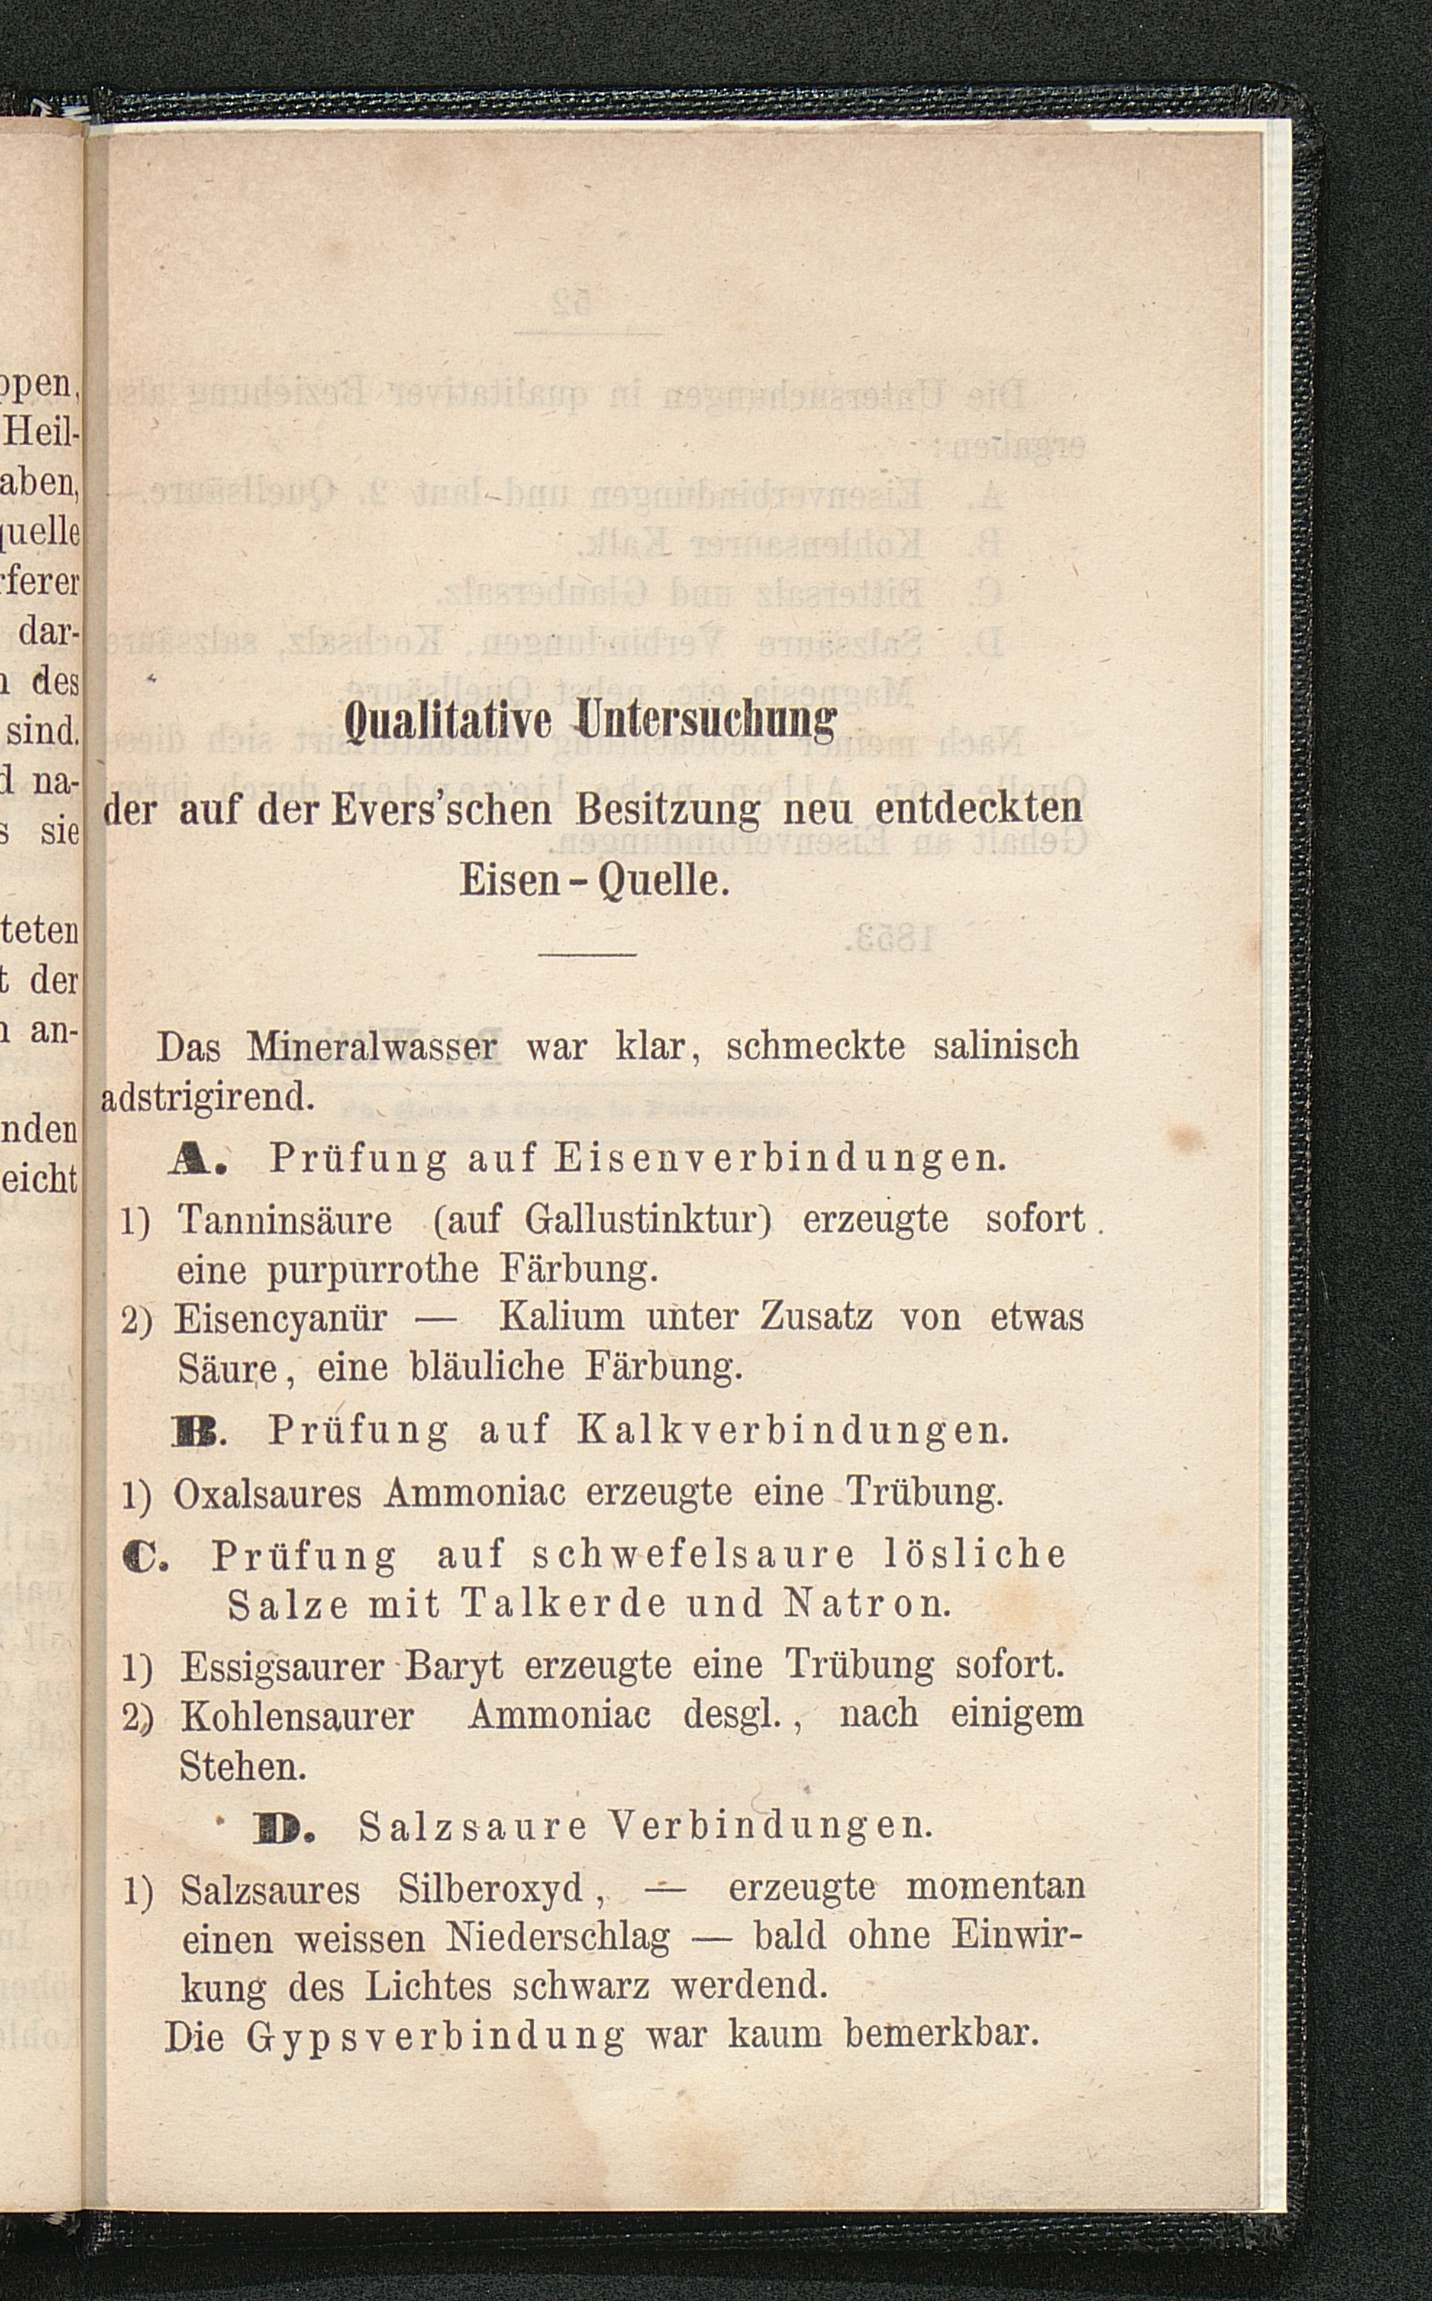 Qualitative Untersuchung
der auf der Evers'schen Besitzung neu entdeckten
Eisen-Quelle.
Das Mineralwasser war klar, schmeckte salinisch
adstrigirend.
A. Prüfung auf Eisenverbindungen.
1) Tanninsäure (auf Gallustinktur) erzeugte sofort
eine purpurrothe Färbung.
2) Eisencyanür — Kalium unter Zusatz von etwas
Säure, eine bläuliche Färbung.
B. Prüfung auf Kalkverbindungen.
1) Oxalsaures Ammoniac erzeugte eine Trübung.
C. Prüfung auf schwefelsaure lösliche
Salze mit Talkerde und Natron.
1) Essigsaurer Baryt erzeugte eine Trübung sofort.
2) Kohlensaurer Ammoniac desgl., nach einigem
Stehen.
D. Salzsaure Verbindungen.
1) Salzsaures Silberoxyd, — erzeugte momentan
einen weissen Niederschlag — bald ohne Einwir-
kung des Lichtes schwarz werdend.
Die Gypsverbindung war kaum bemerkbar.